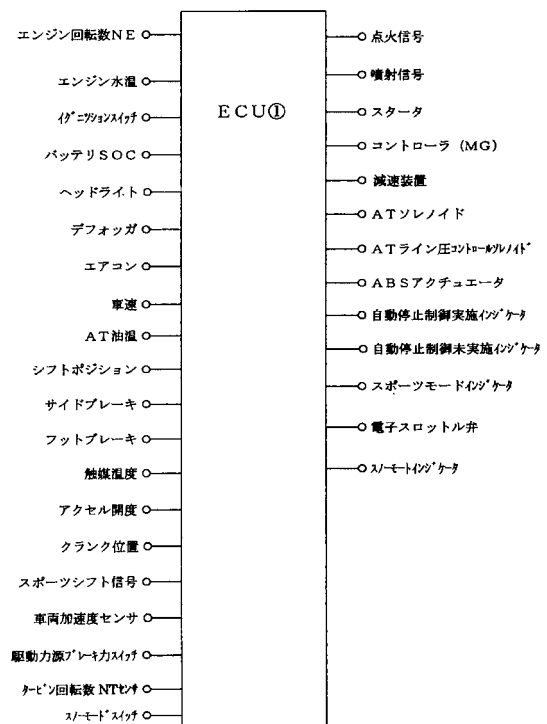 エンジン回転数NE
エンジン水温
イグニッションスイッチ
バッテリSOC
ヘッドライト
デフォッガ
エアコン
車速
AT油温
シフトポジション
サイドブレーキ
フットブレーキ
触媒温度
アクセル開度
クランク位置
スポーツシフト信号
車両加速度センサ
駆動力源ブレーキ力スイッチ
タービン回転数NTセンサ
スノーモードスイッチ
ECU①
点火信号
噴射信号
スタータ
コントローラ (MG)
減速装置
ATソレノイド
ATライン圧コントロールソレノイド
ABSアクチュエータ
自動停止制御実施インジケータ
自動停止制御未実施インジケータ
スポーツモードインジケータ
電子スロットル弁
スノーモートインジケータ